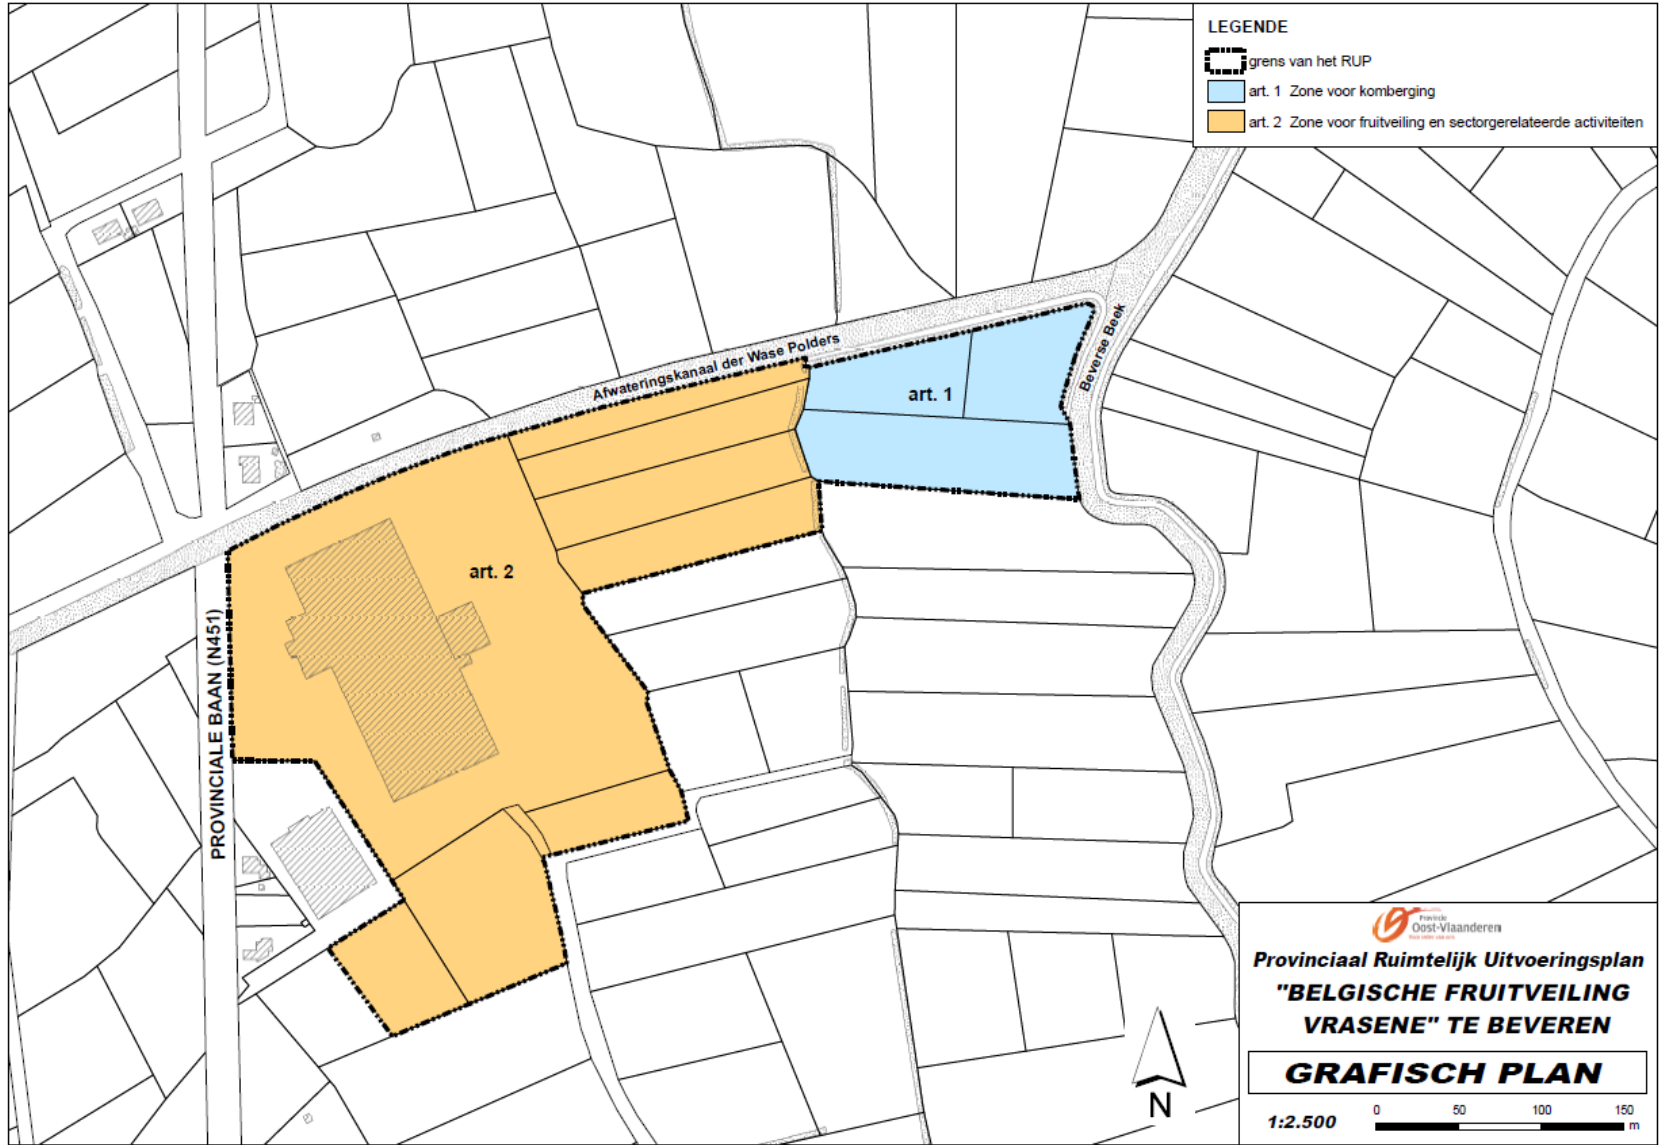 LEGENDE
grens van het RUP
art. 1 Zone voor komberging
art. 2 Zone voor fruitveiling en sectorgerelateerde activiteiten
Afwateringskanaal der Wase Polders
Beverse Beek
art. 1
art. 2
PROVINCIALE BAAN (N451)
Provincie
Oost-Vlaanderen
Provinciaal Ruimtelijk Uitvoeringsplan
"BELGISCHE FRUITVEILING
VRASENE" TE BEVEREN
GRAFISCH PLAN
N
1:2.500
0 50 100 150
m